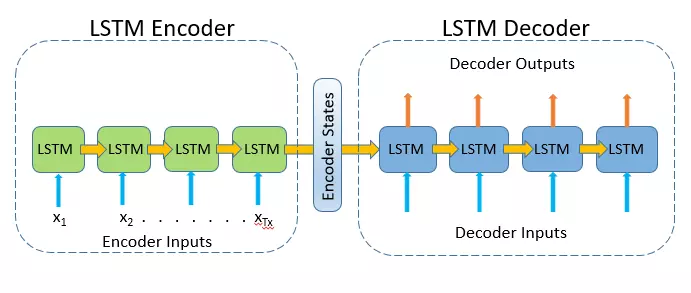 LSTM Encoder
LSTM Decoder
Decoder Outputs
Encoder States
LSTM LSTM LSTM LSTM
LSTM LSTM LSTM LSTM
x1 x2 . . . . . . . xTx
Encoder Inputs
Decoder Inputs